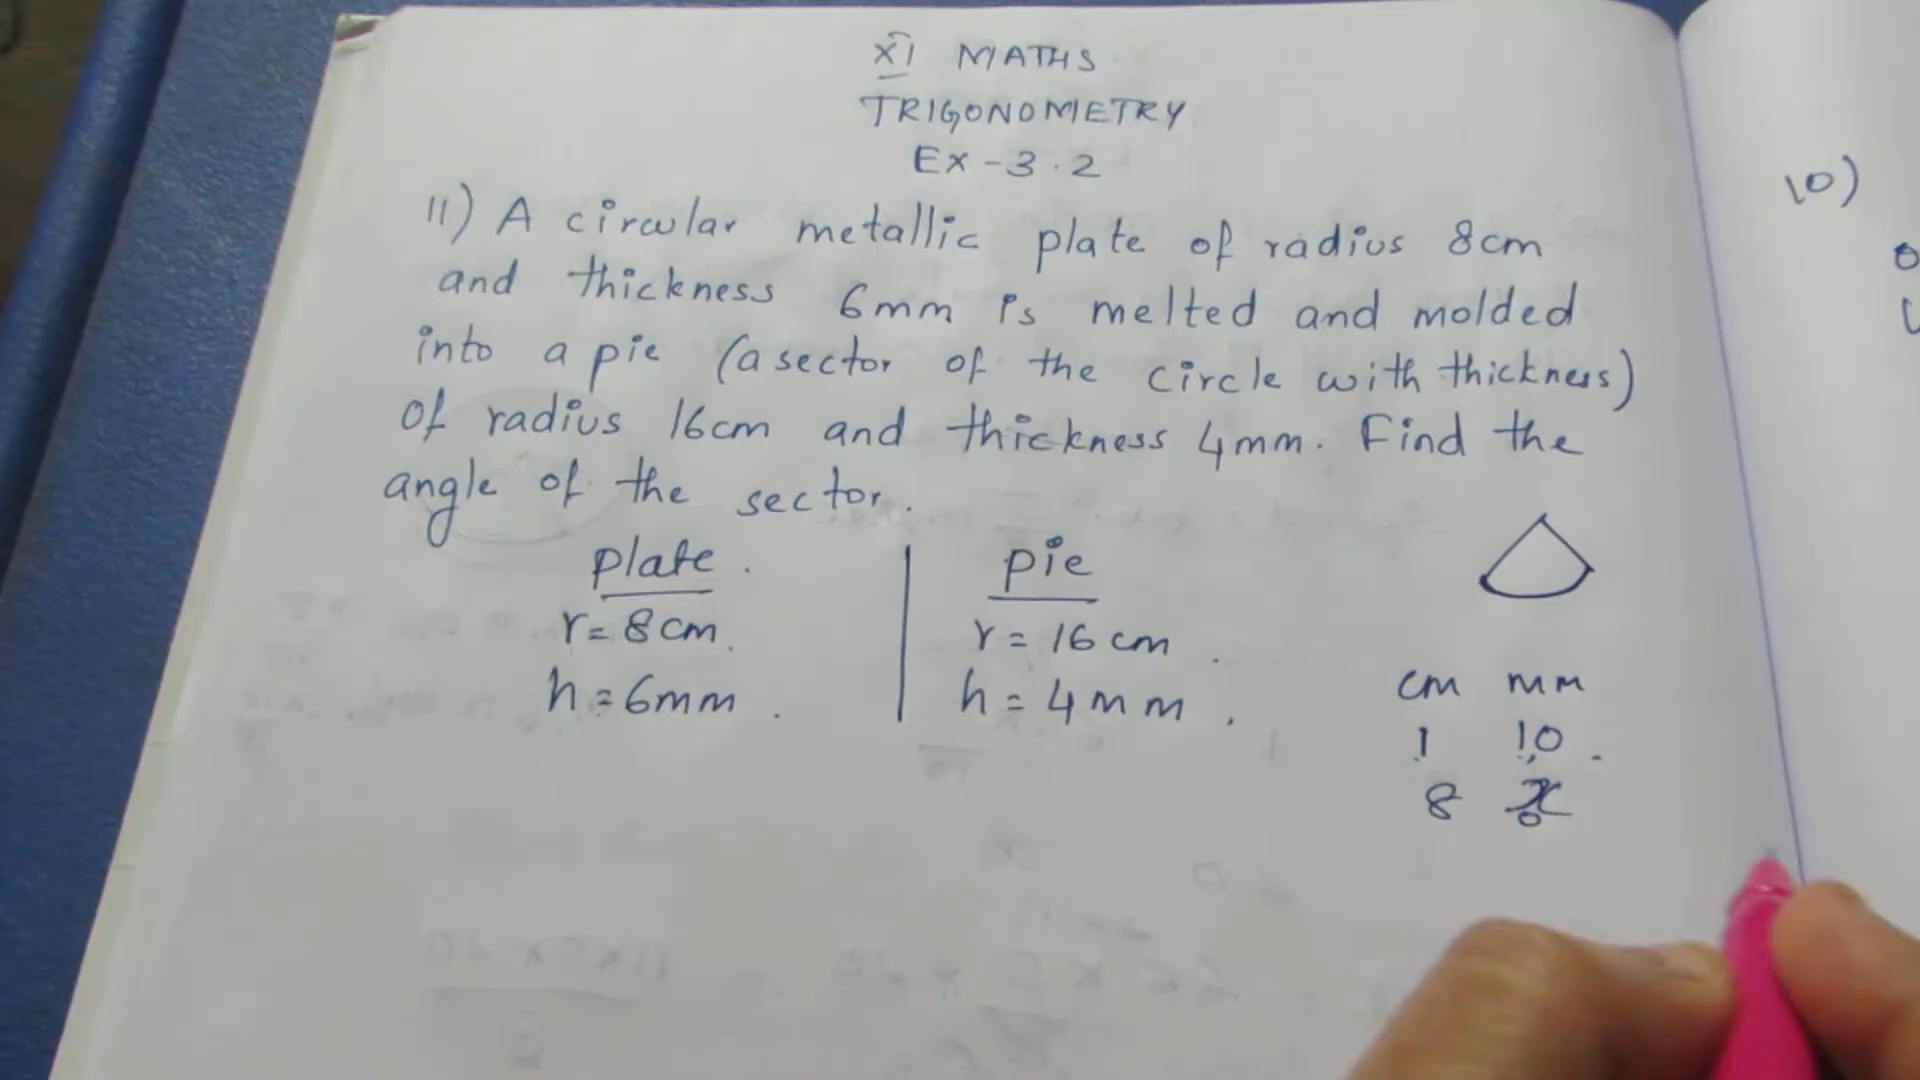 XI MATHS
TRIGONOMETRY
Ex - 3.2
11) A circular metallic plate of radius 8cm
and thickness 6mm is melted and molded
into a pie (a sector of the circle with thickness)
of radius 16cm and thickness 4mm. Find the
angle of the sector.
plate.
r = 8cm.
h = 6mm.
pie
r = 16 cm.
h = 4 mm.
cm mm
1 10.
8 x
10)